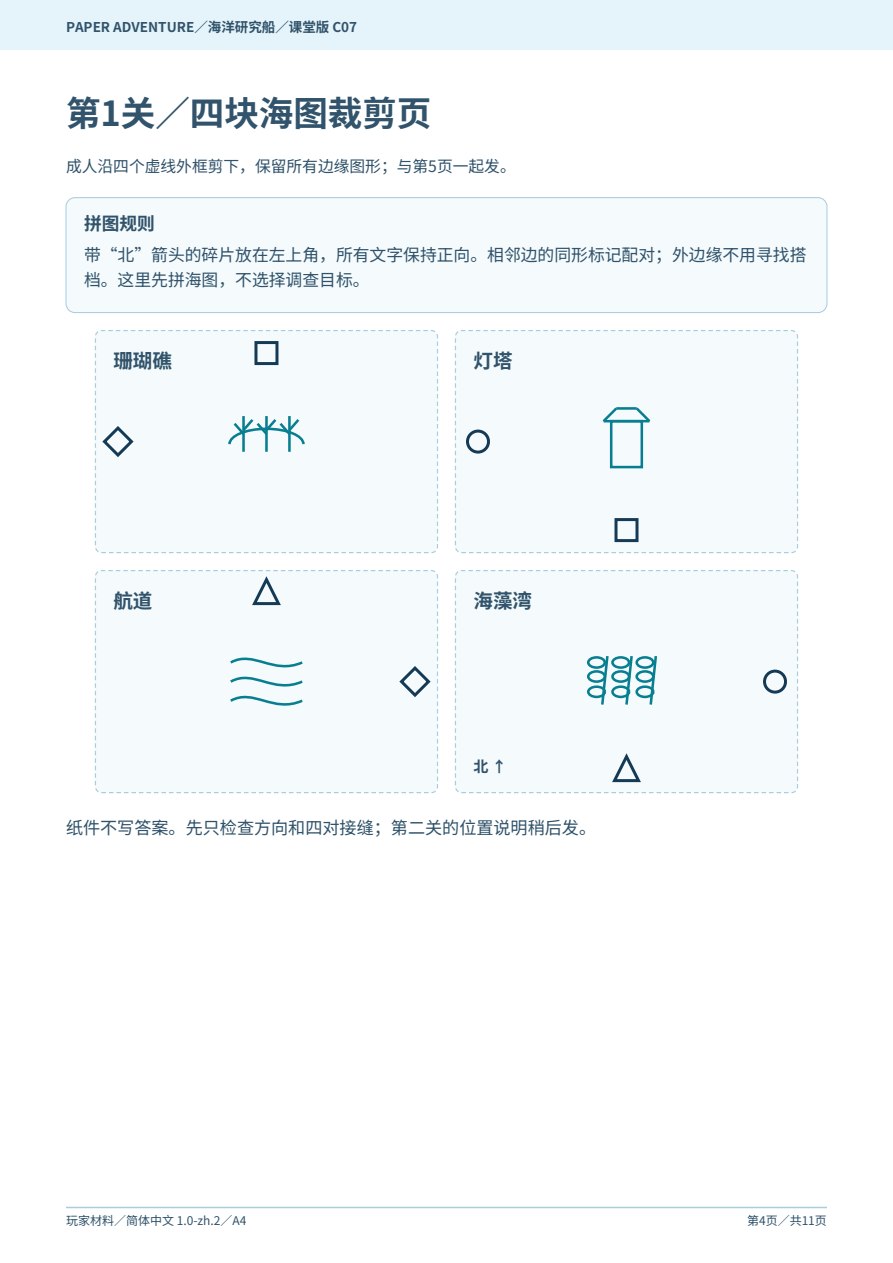 PAPER ADVENTURE／海洋研究船／课堂版 C07
第1关／四块海图裁剪页
成人沿四个虚线外框剪下，保留所有边缘图形；与第5页一起发。
拼图规则
带“北”箭头的碎片放在左上角，所有文字保持正向。相邻边的同形标记配对；外边缘不用寻找搭
档。这里先拼海图，不选择调查目标。
珊瑚礁
灯塔
航道
海藻湾
北 ↑
纸件不写答案。先只检查方向和四对接缝；第二关的位置说明稍后发。
玩家材料／简体中文 1.0-zh.2／A4
第4页／共11页